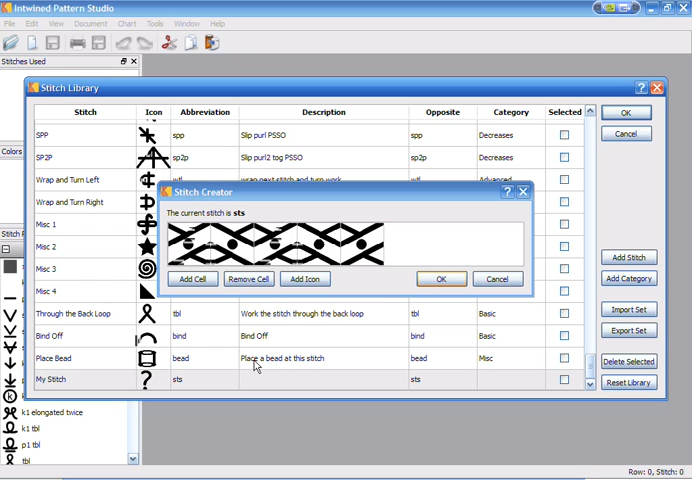 Intwined Pattern Studio
File Edit View Document Chart Tools Window Help
Stitches Used
Colors
Stitch Library
Stitch Icon Abbreviation Description Opposite Category Selected
OK
Cancel
SPP spp Slip purl PSSO spp Decreases
SP2P sp2p Slip purl2 tog PSSO sp2p Decreases
Wrap and Turn Left wrap next stitch and turn work Advanced
Wrap and Turn Right
Misc 1
Misc 2
Misc 3
Misc 4
Stitch Creator
The current stitch is sts
Add Cell Remove Cell Add Icon OK Cancel
Through the Back Loop tbl Work the stitch through the back loop tbl Basic
Bind Off bind Bind Off bind Basic
Place Bead bead Place a bead at this stitch bead Misc
My Stitch sts sts
Add Stitch
Add Category
Import Set
Export Set
Delete Selected
Reset Library
k1 elongated twice
k1 tbl
p1 tbl
tbl
Row: 0, Stitch: 0